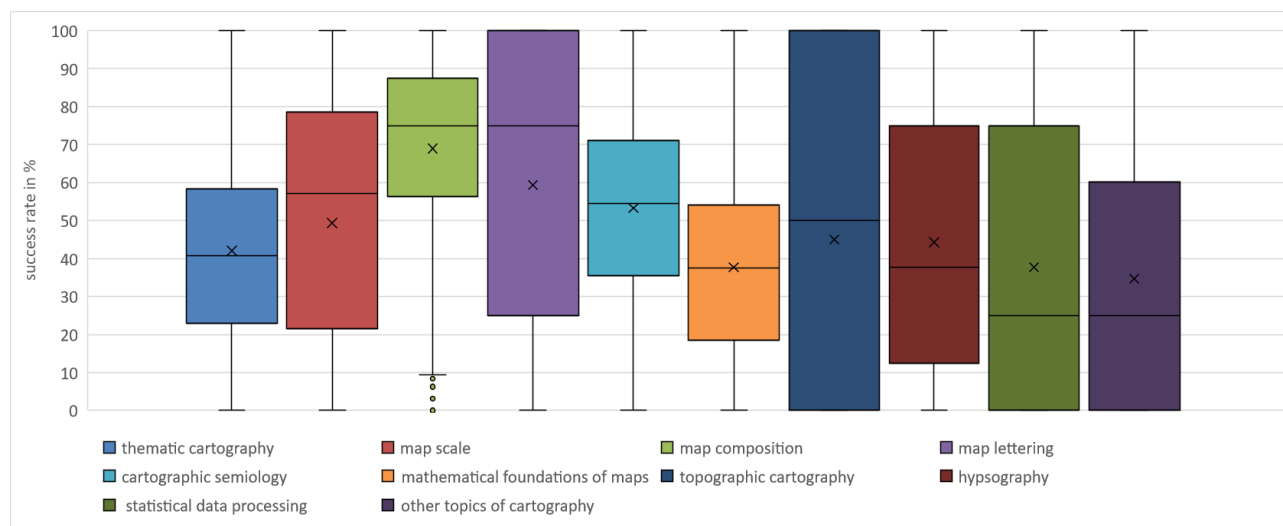 100
90
80
70
60
50
40
30
20
10
0
success rate in %
thematic cartography
map scale
map composition
map lettering
cartographic semiology
mathematical foundations of maps
topographic cartography
hypsography
statistical data processing
other topics of cartography